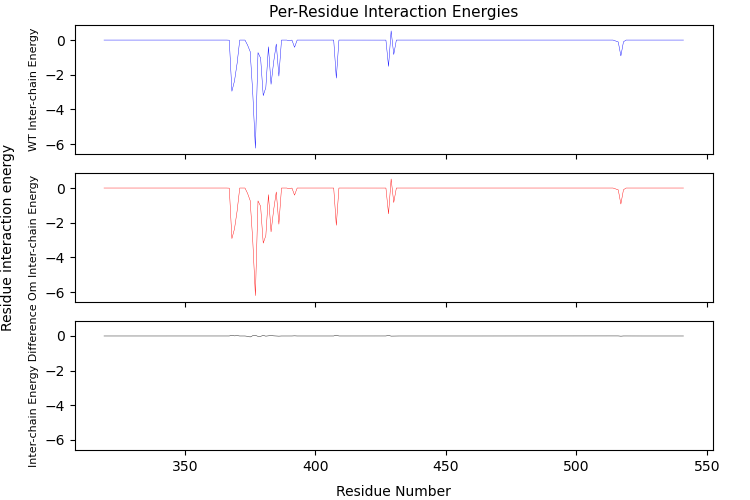 Per-Residue Interaction Energies
Residue interaction energy
WT Inter-chain Energy
0
−2
−4
−6
Om Inter-chain Energy
0
−2
−4
−6
Inter-chain Energy Difference
0
−2
−4
−6
350
400
450
500
550
Residue Number